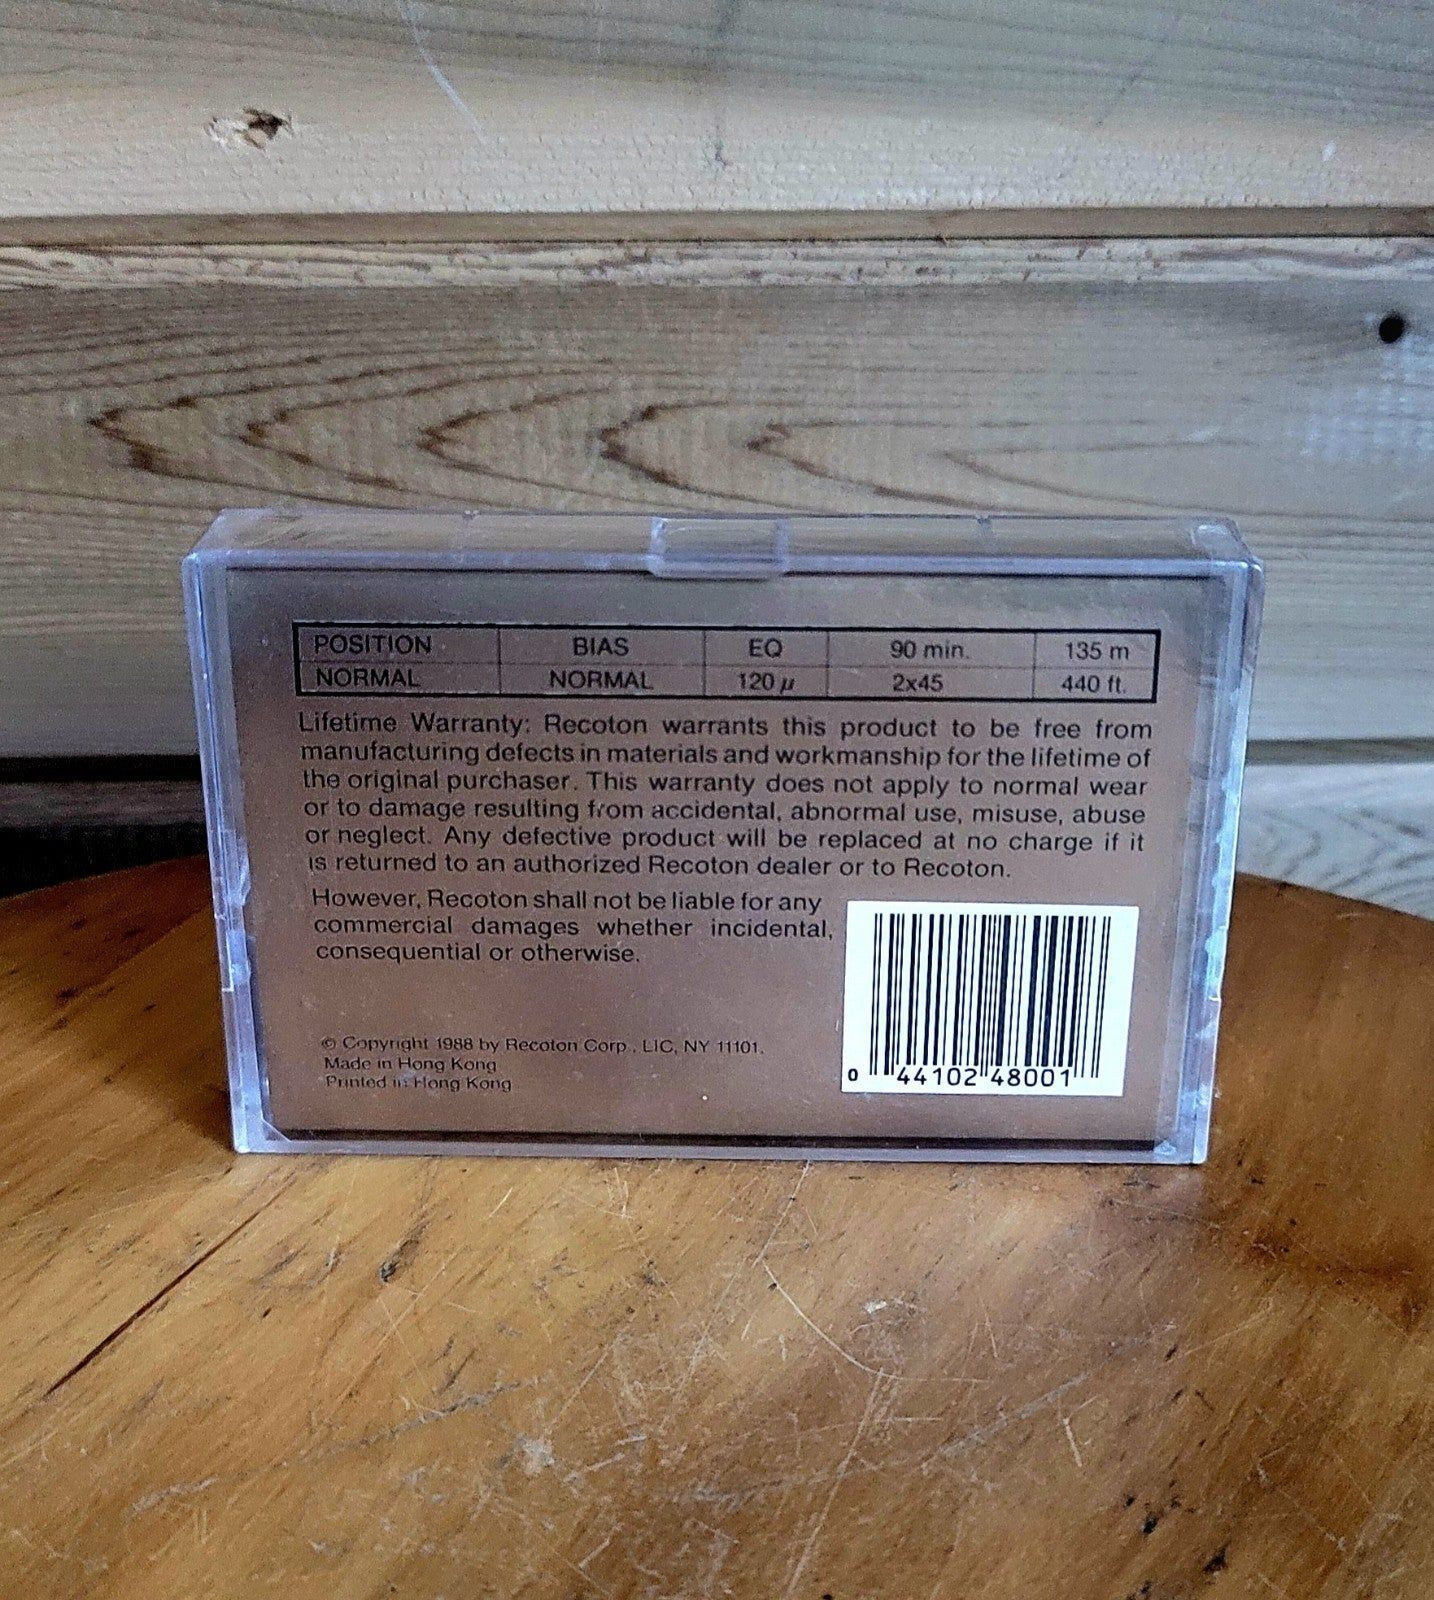 POSITION BIAS EQ 90 min. 135 m
NORMAL NORMAL 120 μ 2x45 440 ft.
Lifetime Warranty: Recoton warrants this product to be free from
manufacturing defects in materials and workmanship for the lifetime of
the original purchaser. This warranty does not apply to normal wear
or to damage resulting from accidental, abnormal use, misuse, abuse
or neglect. Any defective product will be replaced at no charge if it
is returned to an authorized Recoton dealer or to Recoton.
However, Recoton shall not be liable for any
commercial damages whether incidental,
consequential or otherwise.
© Copyright 1988 by Recoton Corp., LIC, NY 11101.
Made in Hong Kong
Printed in Hong Kong
0 44102 48001